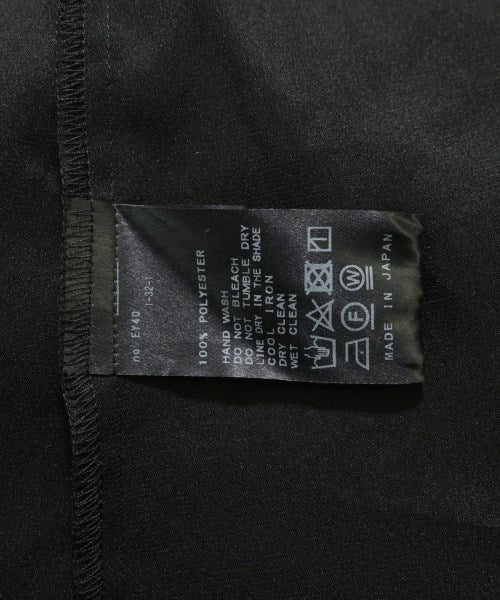 no. EY40 1-32-1
100% POLYESTER
HAND WASH
DO NOT BLEACH
DO NOT TUMBLE DRY
LINE DRY IN THE SHADE
COOL IRON
DRY CLEAN
WET CLEAN
P W
MADE IN JAPAN